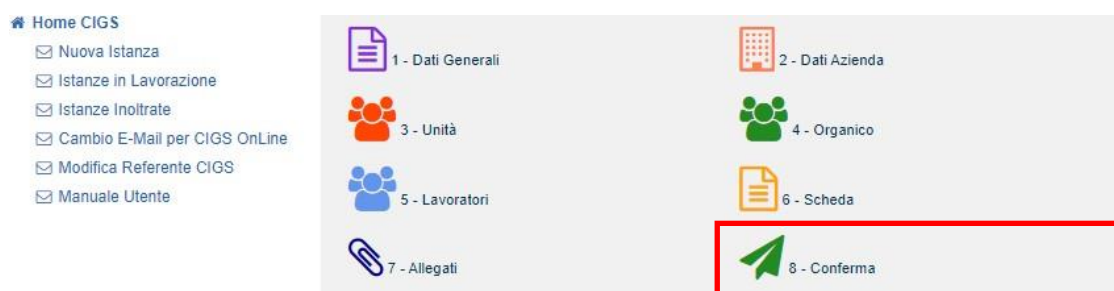 Home CIGS
Nuova Istanza
Istanze in Lavorazione
Istanze Inoltrate
Cambio E-Mail per CIGS OnLine
Modifica Referente CIGS
Manuale Utente
1 - Dati Generali
2 - Dati Azienda
3 - Unità
4 - Organico
5 - Lavoratori
6 - Scheda
7 - Allegati
8 - Conferma